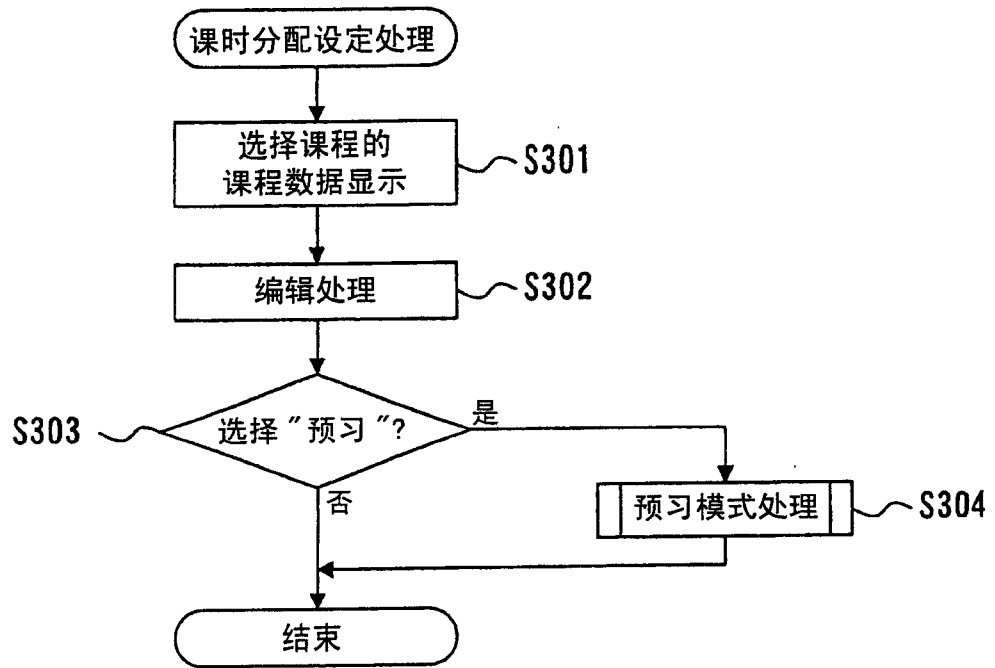 课时分配设定处理
选择课程的
课程数据显示
S301
编辑处理
S302
S303
选择"预习"?
是
否
预习模式处理
S304
结束